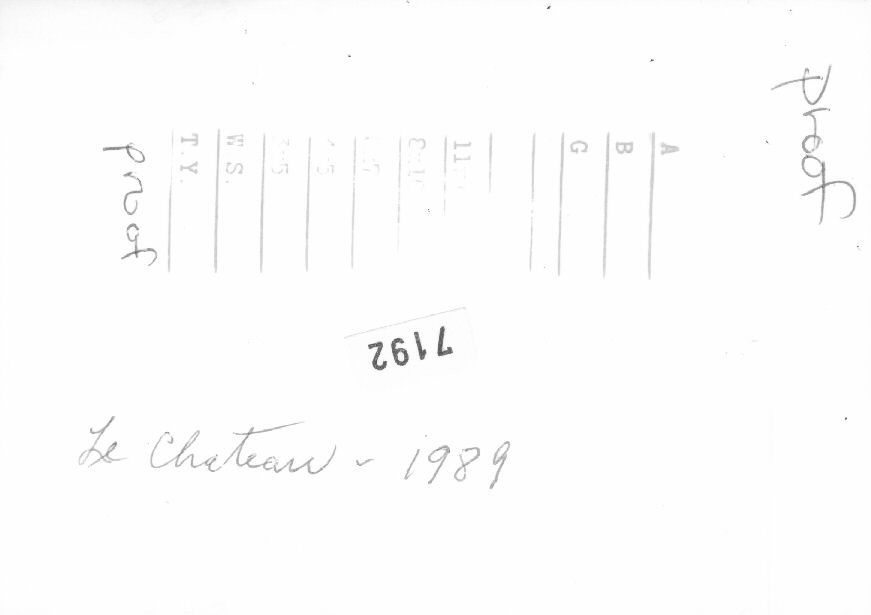 proof
A
B
G
W.S.
T.Y.
proof
7192
Le Chateau - 1989